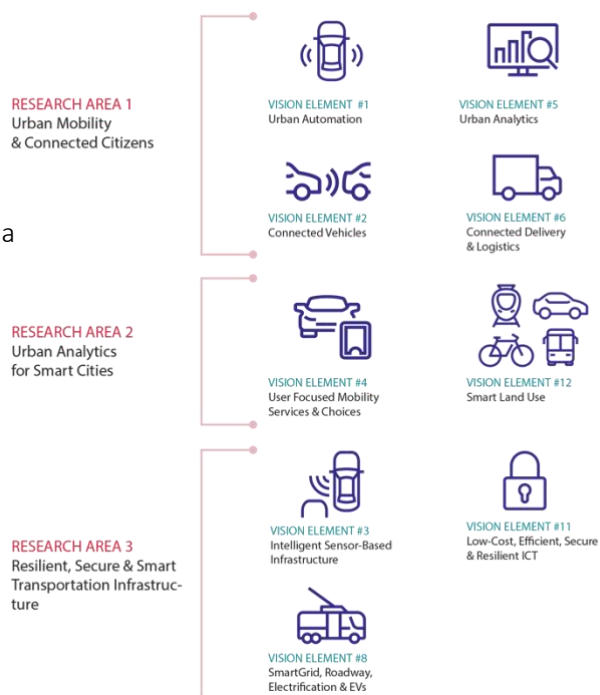 RESEARCH AREA 1
Urban Mobility
& Connected Citizens
VISION ELEMENT #1
Urban Automation
VISION ELEMENT #5
Urban Analytics
VISION ELEMENT #2
Connected Vehicles
VISION ELEMENT #6
Connected Delivery
& Logistics
a
RESEARCH AREA 2
Urban Analytics
for Smart Cities
VISION ELEMENT #4
User Focused Mobility
Services & Choices
VISION ELEMENT #12
Smart Land Use
RESEARCH AREA 3
Resilient, Secure & Smart
Transportation Infrastruc-
ture
VISION ELEMENT #3
Intelligent Sensor-Based
Infrastructure
VISION ELEMENT #11
Low-Cost, Efficient, Secure
& Resilient ICT
VISION ELEMENT #8
SmartGrid, Roadway,
Electrification & EVs